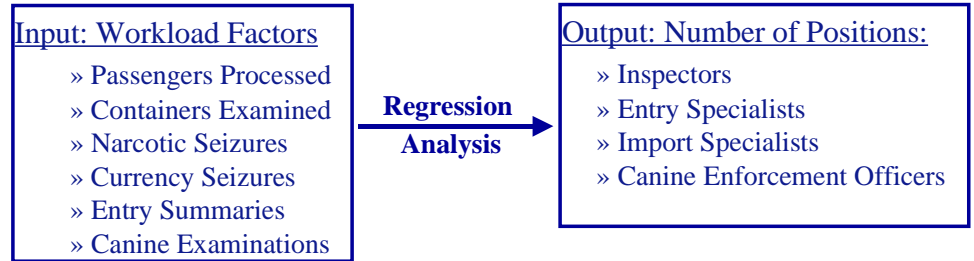 Input: Workload Factors
» Passengers Processed
» Containers Examined
» Narcotic Seizures
» Currency Seizures
» Entry Summaries
» Canine Examinations
Regression
Analysis
Output: Number of Positions:
» Inspectors
» Entry Specialists
» Import Specialists
» Canine Enforcement Officers